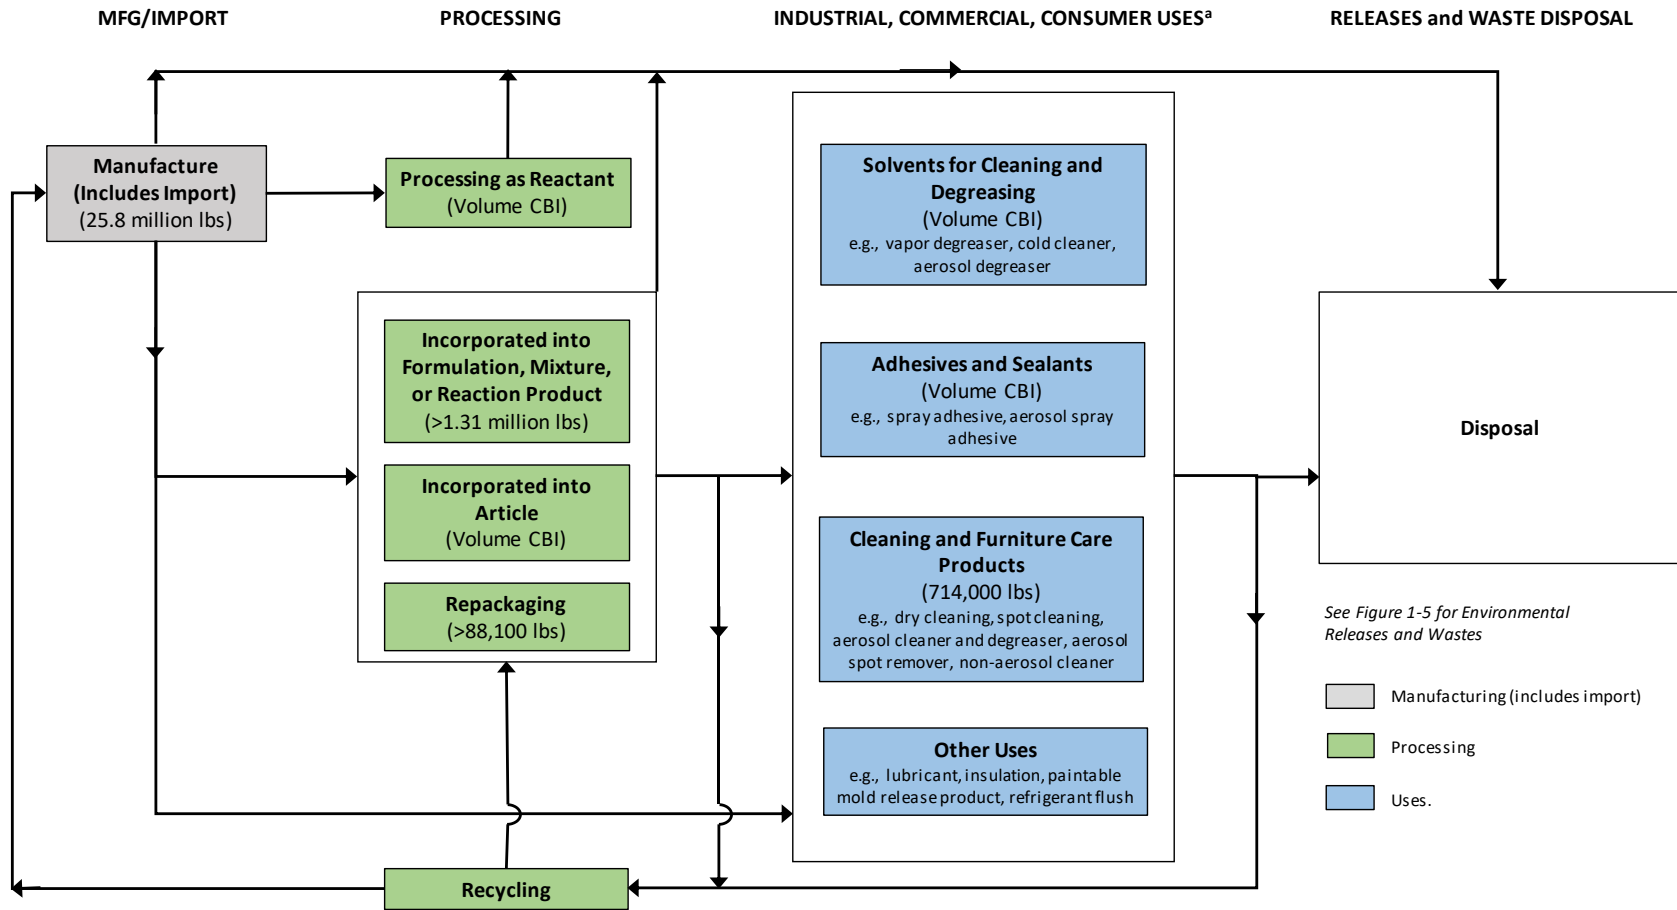 MFG/IMPORT
PROCESSING
INDUSTRIAL, COMMERCIAL, CONSUMER USESᵃ
RELEASES and WASTE DISPOSAL
Manufacture
(Includes Import)
(25.8 million lbs)
Processing as Reactant
(Volume CBI)
Incorporated into
Formulation, Mixture,
or Reaction Product
(>1.31 million lbs)
Incorporated into
Article
(Volume CBI)
Repackaging
(>88,100 lbs)
Recycling
Solvents for Cleaning and
Degreasing
(Volume CBI)
e.g., vapor degreaser, cold cleaner,
aerosol degreaser
Adhesives and Sealants
(Volume CBI)
e.g., spray adhesive, aerosol spray
adhesive
Cleaning and Furniture Care
Products
(714,000 lbs)
e.g., dry cleaning, spot cleaning,
aerosol cleaner and degreaser, aerosol
spot remover, non-aerosol cleaner
Other Uses
e.g., lubricant, insulation, paintable
mold release product, refrigerant flush
Disposal
See Figure 1-5 for Environmental
Releases and Wastes
Manufacturing (includes import)
Processing
Uses.